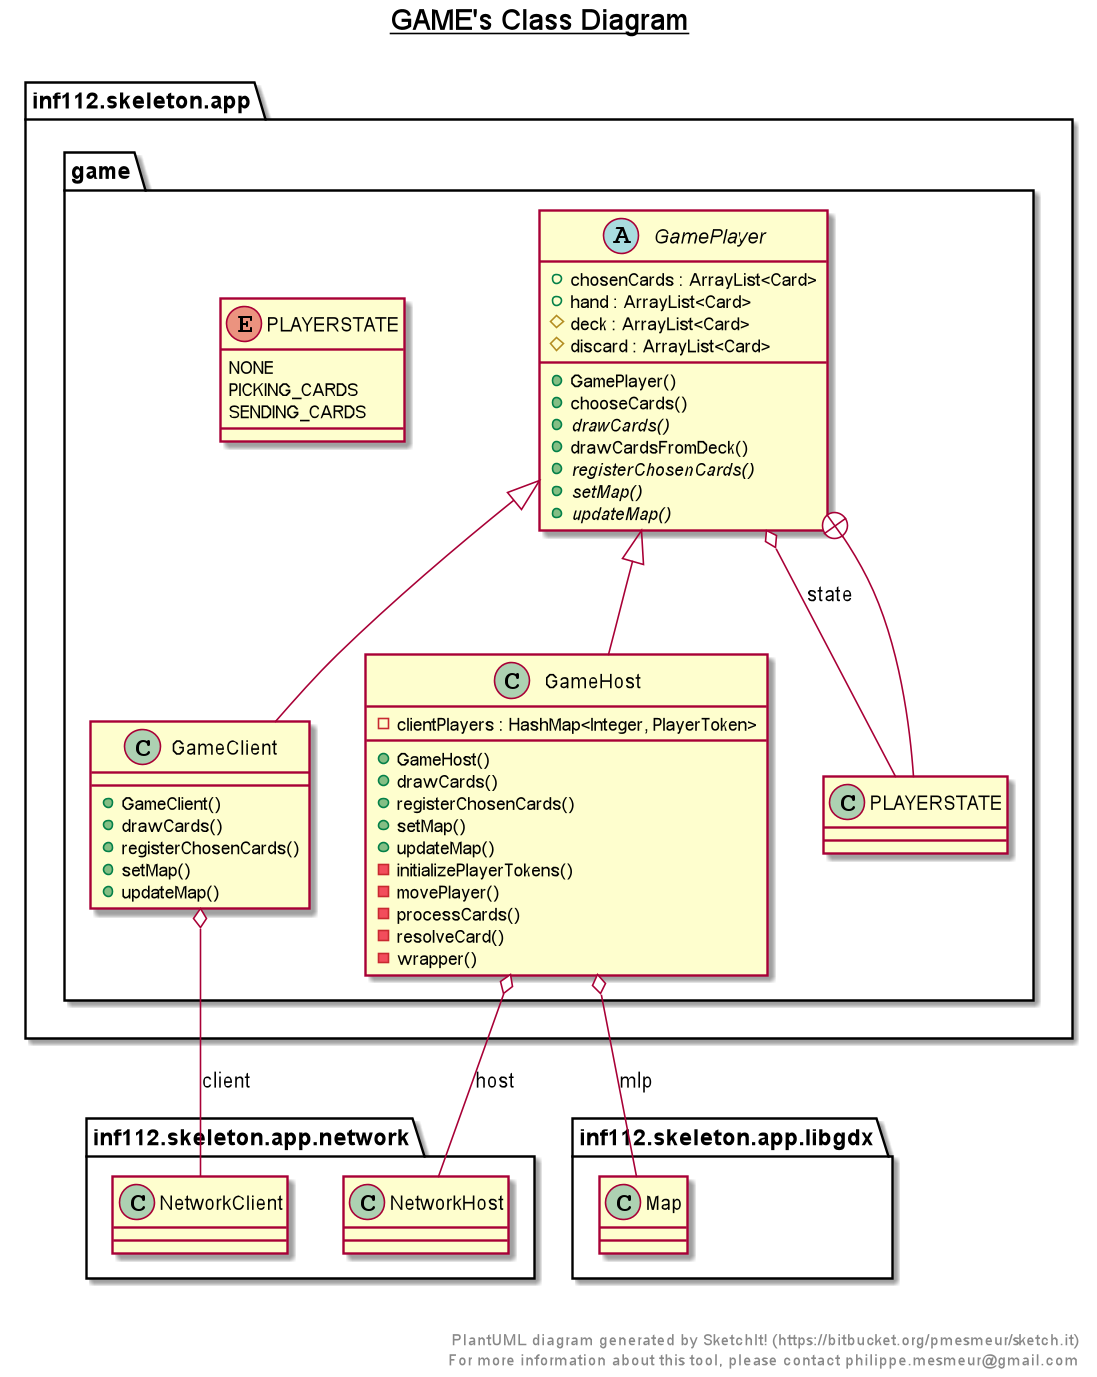 GAME's Class Diagram
inf112.skeleton.app
game
A GamePlayer
chosenCards : ArrayList<Card>
hand : ArrayList<Card>
deck : ArrayList<Card>
discard : ArrayList<Card>
GamePlayer()
chooseCards()
drawCards()
drawCardsFromDeck()
registerChosenCards()
setMap()
updateMap()
E PLAYERSTATE
NONE
PICKING_CARDS
SENDING_CARDS
state
C GameClient
GameClient()
drawCards()
registerChosenCards()
setMap()
updateMap()
C GameHost
clientPlayers : HashMap<Integer, PlayerToken>
GameHost()
drawCards()
registerChosenCards()
setMap()
updateMap()
initializePlayerTokens()
movePlayer()
processCards()
resolveCard()
wrapper()
C PLAYERSTATE
client
host
mlp
inf112.skeleton.app.network
C NetworkClient
C NetworkHost
inf112.skeleton.app.libgdx
C Map
PlantUML diagram generated by SketchIt! (https://bitbucket.org/pmesmeur/sketch.it)
For more information about this tool, please contact philippe.mesmeur@gmail.com